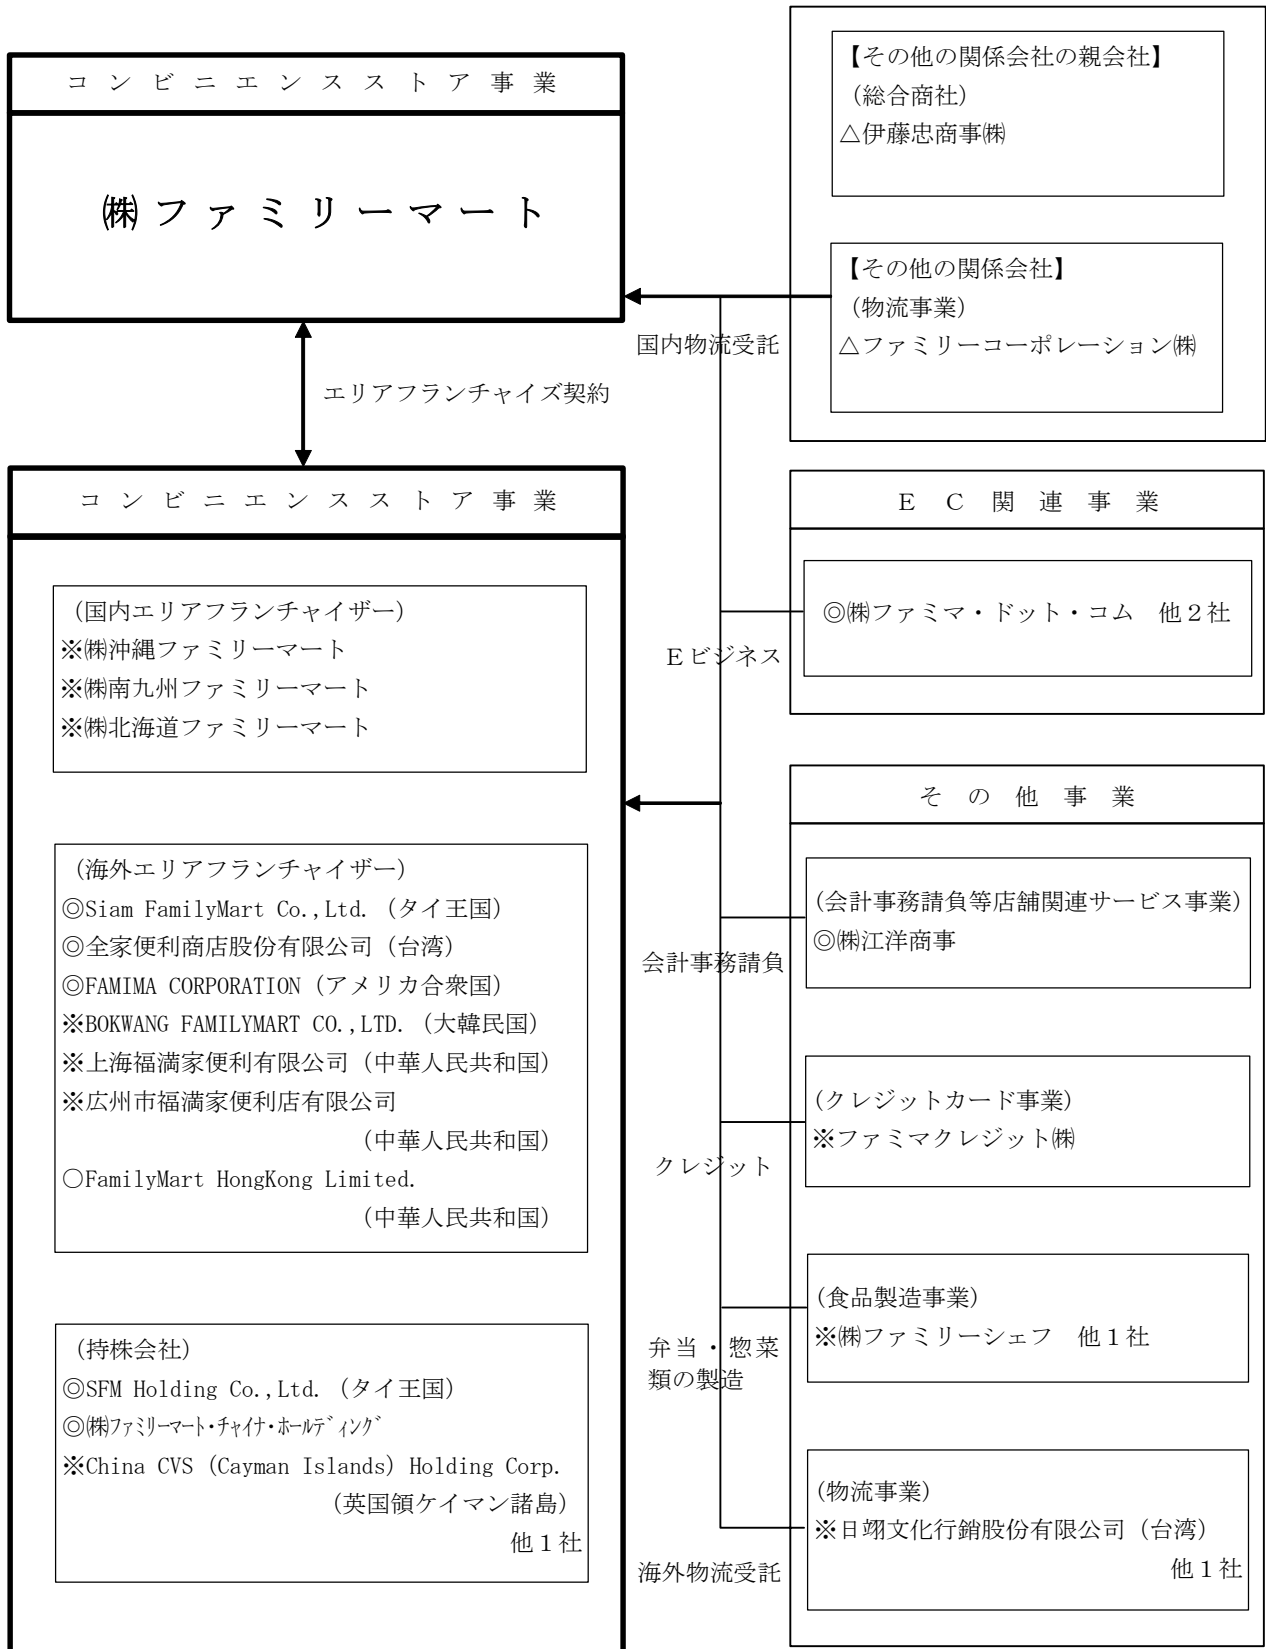 コンビニエンスストア事業
㈱ファミリーマート
エリアフランチャイズ契約
コンビニエンスストア事業
（国内エリアフランチャイザー）
※㈱沖縄ファミリーマート
※㈱南九州ファミリーマート
※㈱北海道ファミリーマート
（海外エリアフランチャイザー）
◎Siam FamilyMart Co.,Ltd.（タイ王国）
◎全家便利商店股份有限公司（台湾）
◎FAMIMA CORPORATION（アメリカ合衆国）
※BOKWANG FAMILYMART CO.,LTD.（大韓民国）
※上海福満家便利有限公司（中華人民共和国）
※広州市福満家便利店有限公司
（中華人民共和国）
○FamilyMart HongKong Limited.
（中華人民共和国）
（持株会社）
◎SFM Holding Co.,Ltd.（タイ王国）
◎㈱ﾌｧﾐﾘｰﾏｰﾄ・ﾁｬｲﾅ・ﾎｰﾙﾃﾞｨﾝｸﾞ
※China CVS（Cayman Islands）Holding Corp.
（英国領ケイマン諸島）
他１社
【その他の関係会社の親会社】
（総合商社）
△伊藤忠商事㈱
【その他の関係会社】
（物流事業）
△ファミリーコーポレーション㈱
国内物流受託
ＥＣ関連事業
◎㈱ファミマ・ドット・コム　他２社
Ｅビジネス
その他事業
（会計事務請負等店舗関連サービス事業）
◎㈱江洋商事
会計事務請負
（クレジットカード事業）
※ファミマクレジット㈱
クレジット
（食品製造事業）
※㈱ファミリーシェフ　他１社
弁当・惣菜
類の製造
（物流事業）
※日翊文化行銷股份有限公司（台湾）
他１社
海外物流受託